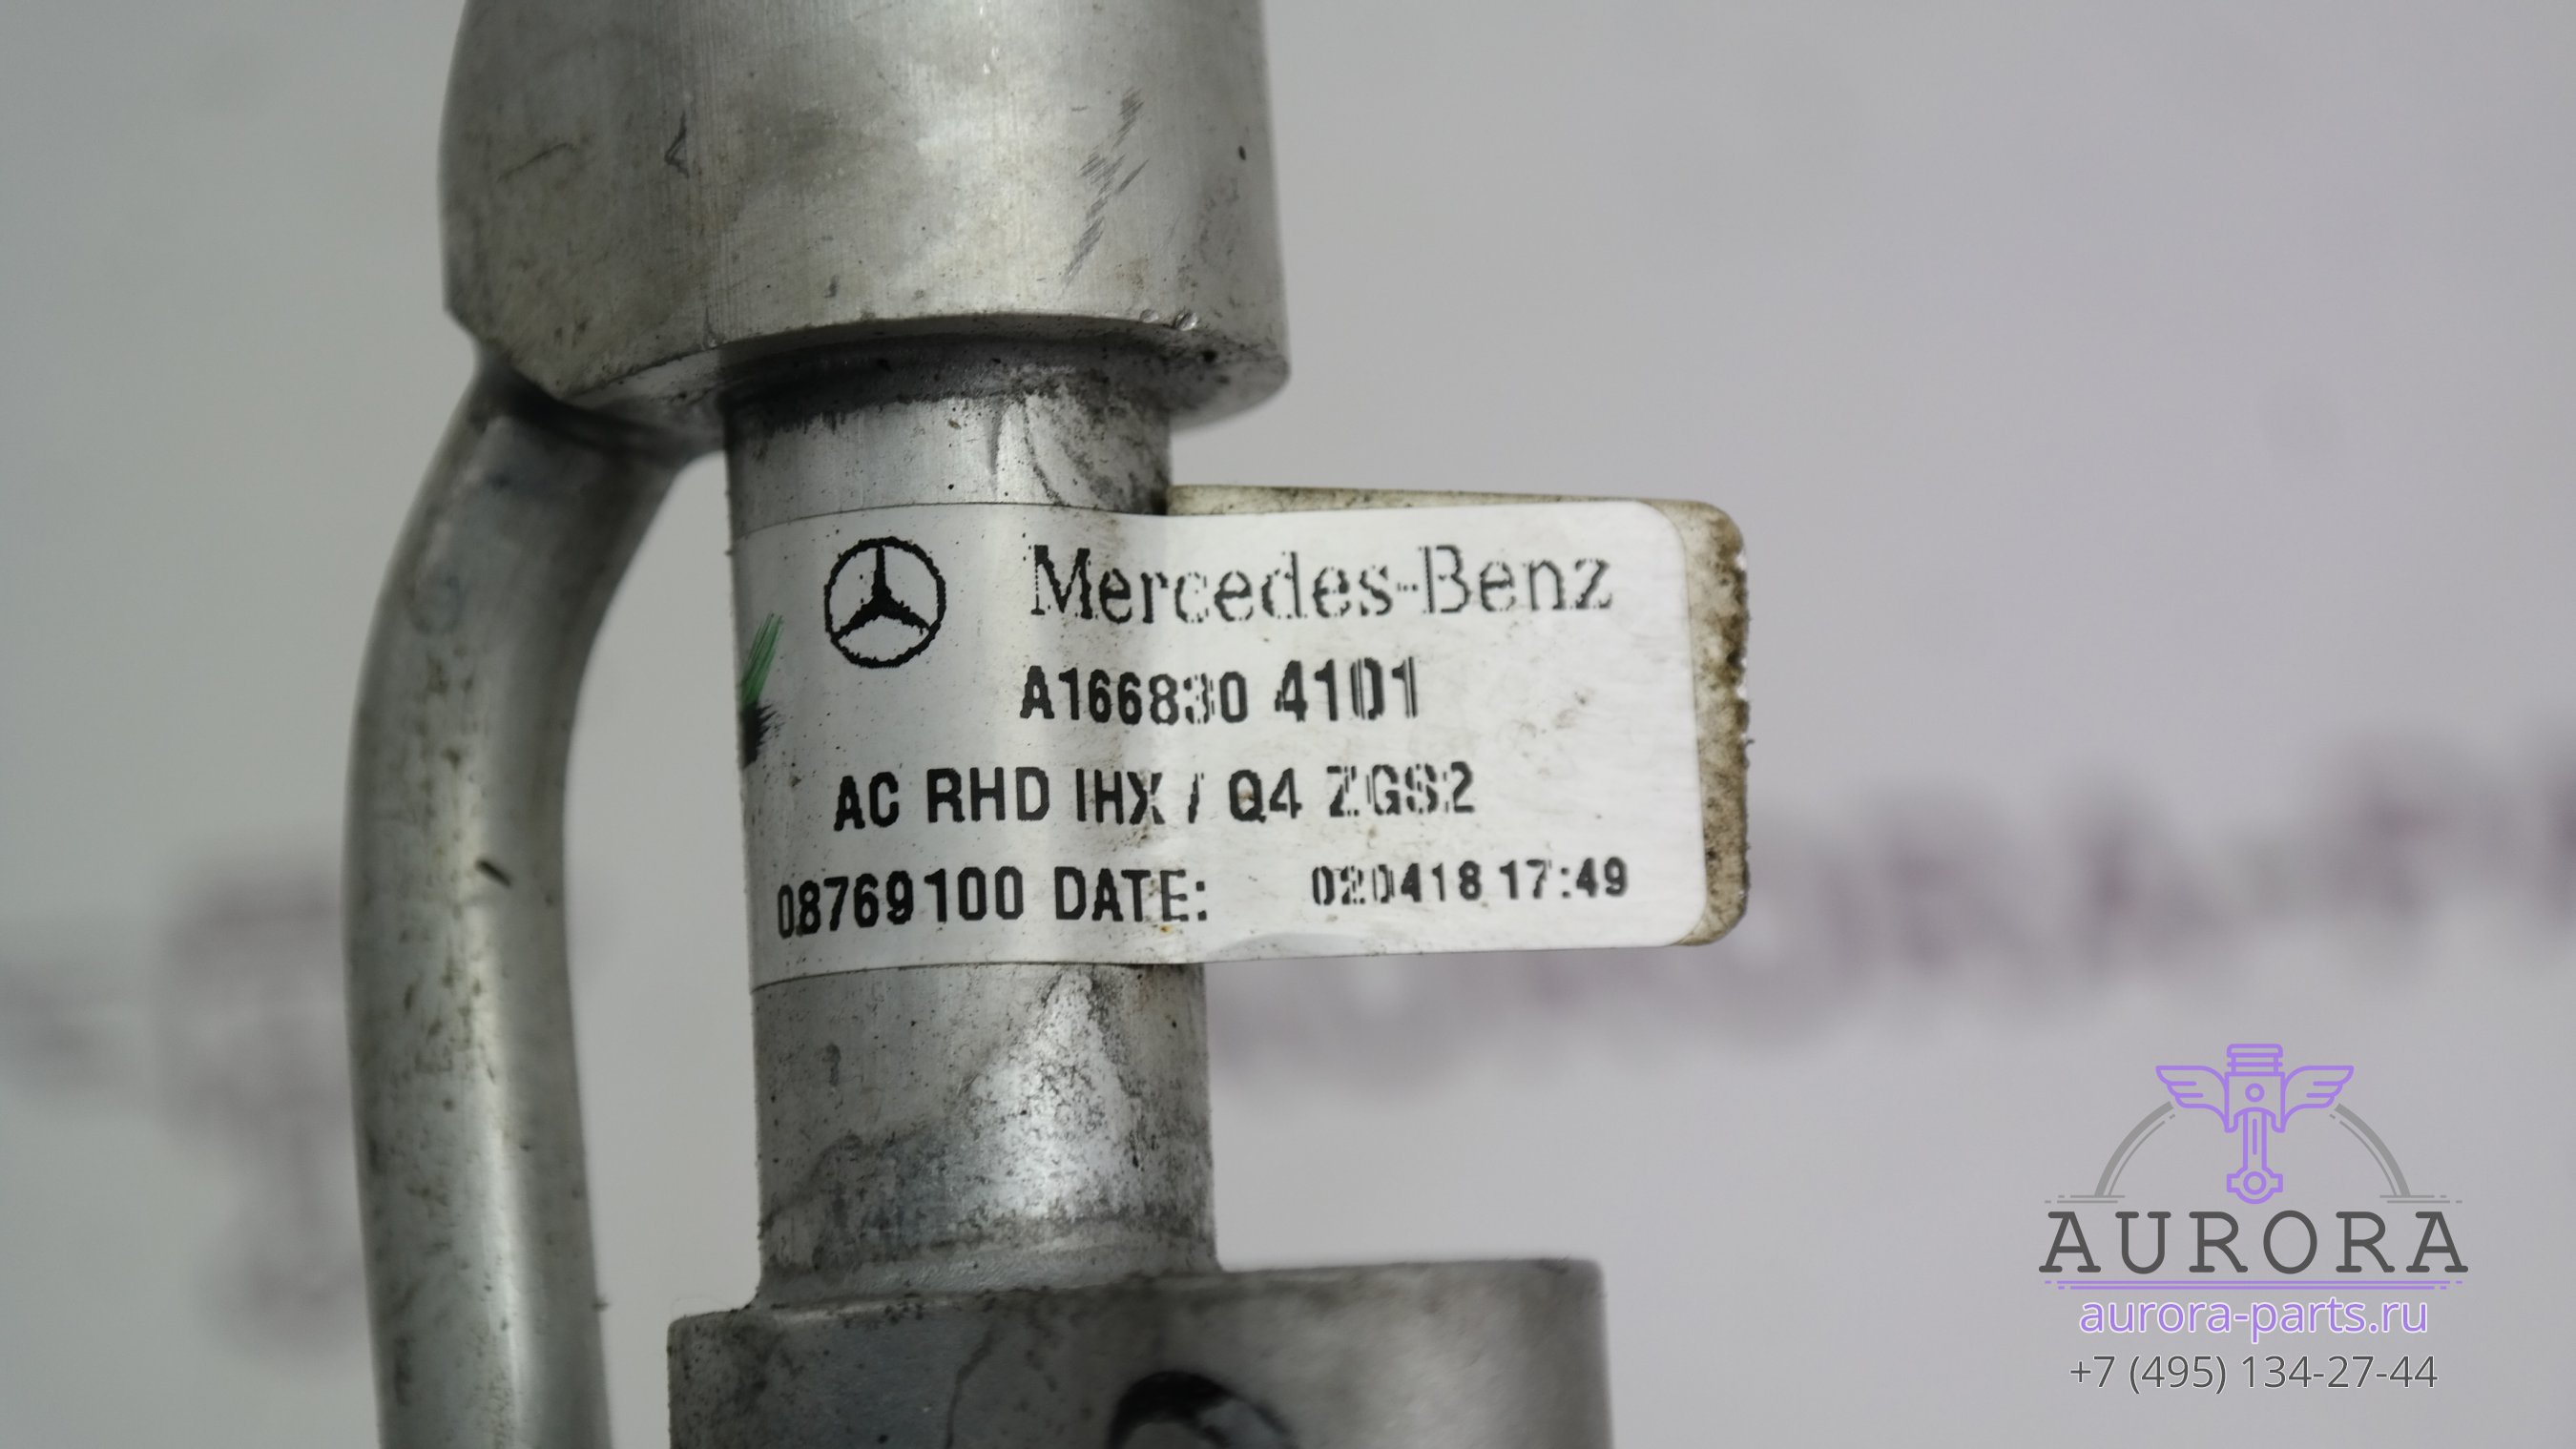 Mercedes-Benz
A166830 4101
AC RHD IHX / Q4 ZGS2
08769100 DATE: 020418 17:49
AURORA
aurora-parts.ru
+7 (495) 134-27-44